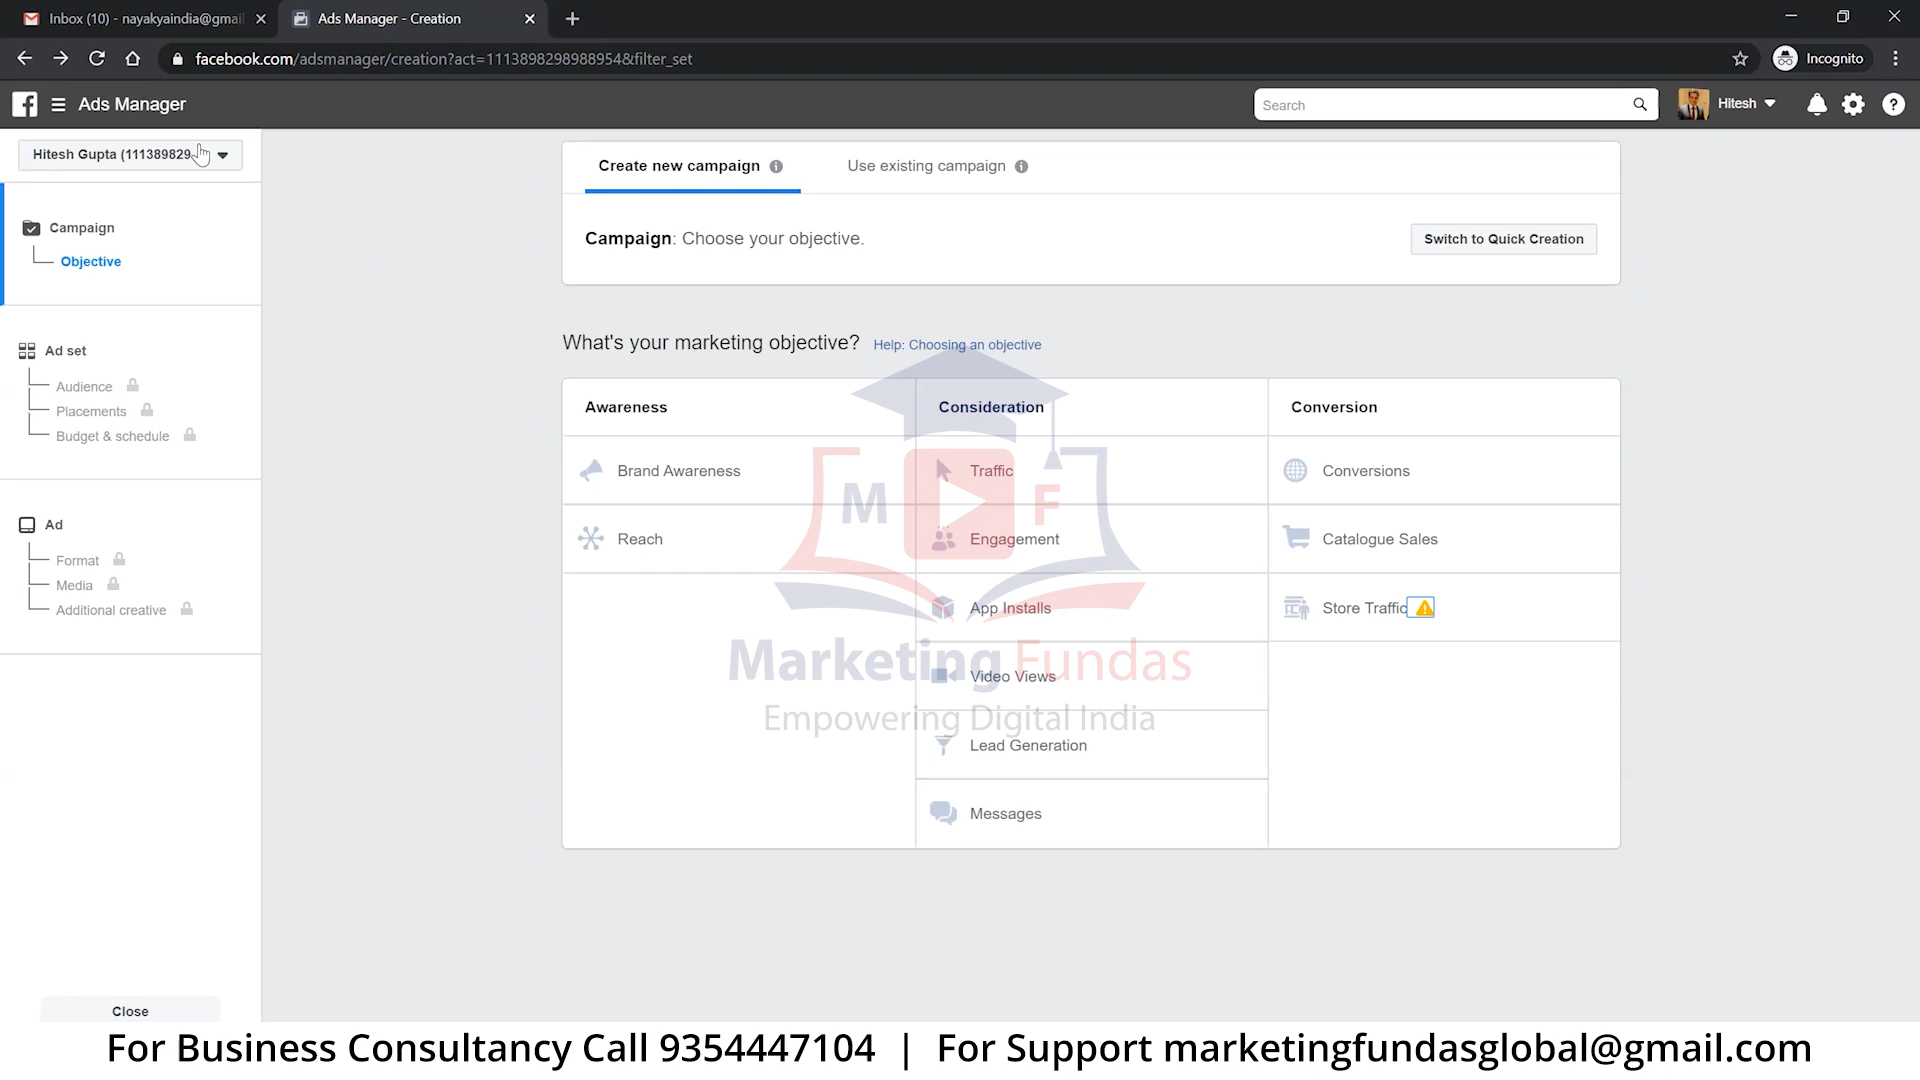 Inbox (10) - nayakyaindia@gmail
Ads Manager - Creation
facebook.com/adsmanager/creation?act=111389829898895​4&filter_set
Incognito
Ads Manager
Search
Hitesh
Hitesh Gupta (111389829
Create new campaign
Use existing campaign
Campaign
Objective
Campaign: Choose your objective.
Switch to Quick Creation
Ad set
Audience
Placements
Budget & schedule
Ad
Format
Media
Additional creative
What's your marketing objective? Help: Choosing an objective
Awareness
Consideration
Conversion
Brand Awareness
Traffic
Conversions
Reach
Engagement
Catalogue Sales
App Installs
Store Traffic
Video Views
Lead Generation
Messages
M F
Marketing Fundas
Empowering Digital India
Close
For Business Consultancy Call 9354447104 | For Support marketingfundasglobal@gmail.com